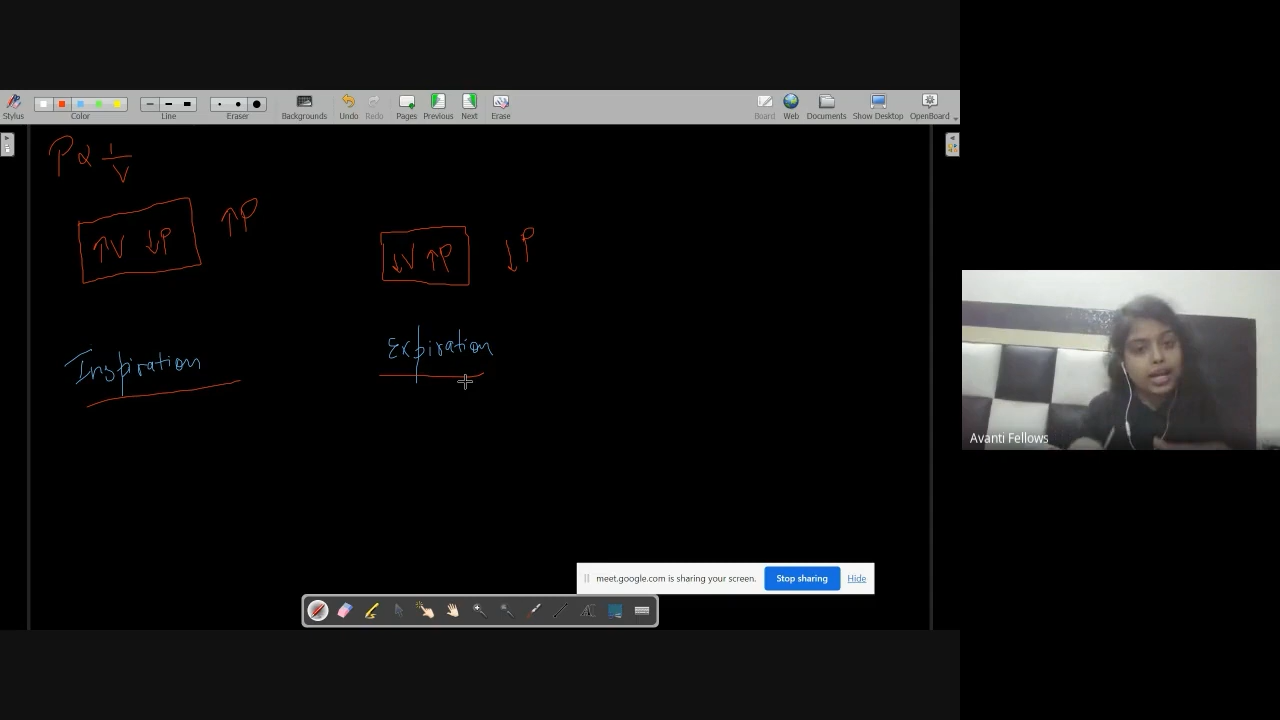 Stylus
Color
Line
Eraser
Backgrounds
Undo
Redo
Pages
Previous
Next
Erase
Board
Web
Documents
Show Desktop
OpenBoard
P ∝ 1/V
↑V ↓P ↑P
↓V ↑P ↓P
Inspiration
Expiration
Avanti Fellows
meet.google.com is sharing your screen.
Stop sharing
Hide